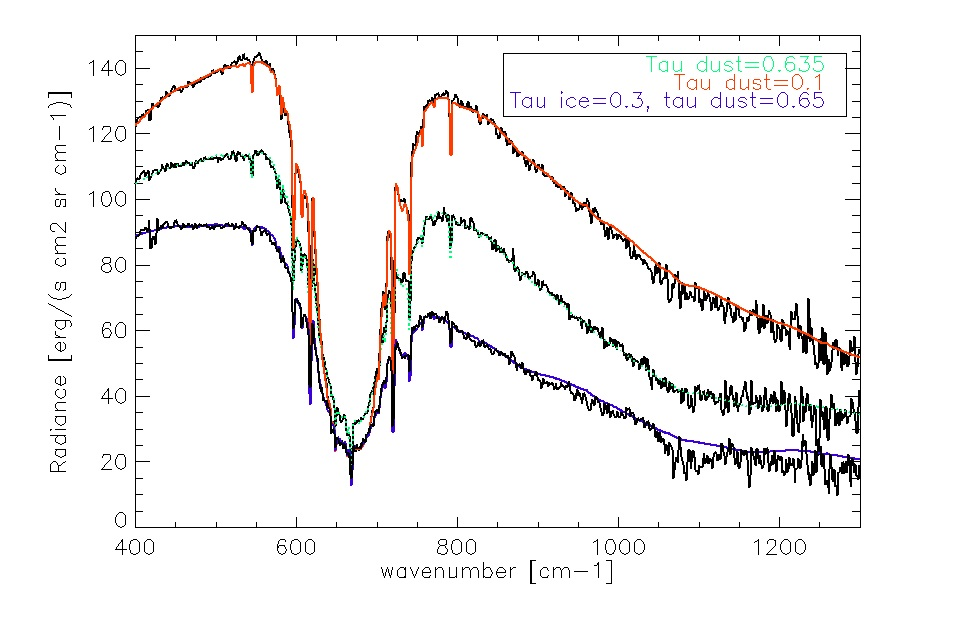 Tau dust=0.635
Tau dust=0.1
Tau ice=0.3, tau dust=0.65
Radiance [erg/(s cm2 sr cm-1)]
140
120
100
80
60
40
20
0
400 600 800 1000 1200
wavenumber [cm-1]